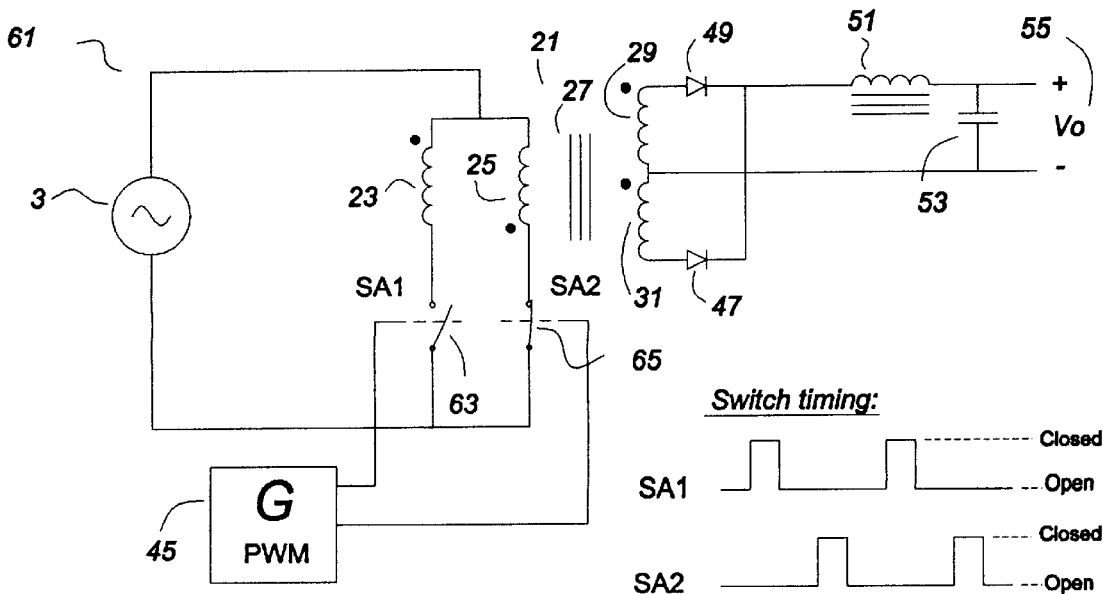 61
21
29
49
51
55
27
+
Vo
-
3
23
25
53
SA1
SA2
31
47
63
65
45
G
PWM
Switch timing:
SA1
Closed
Open
SA2
Closed
Open